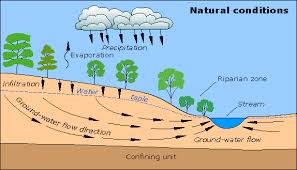 Natural conditions
Precipitation
Evaporation
Riparian zone
Infiltration
Water table
Stream
Ground-water flow direction
Ground-water flow
Confining unit